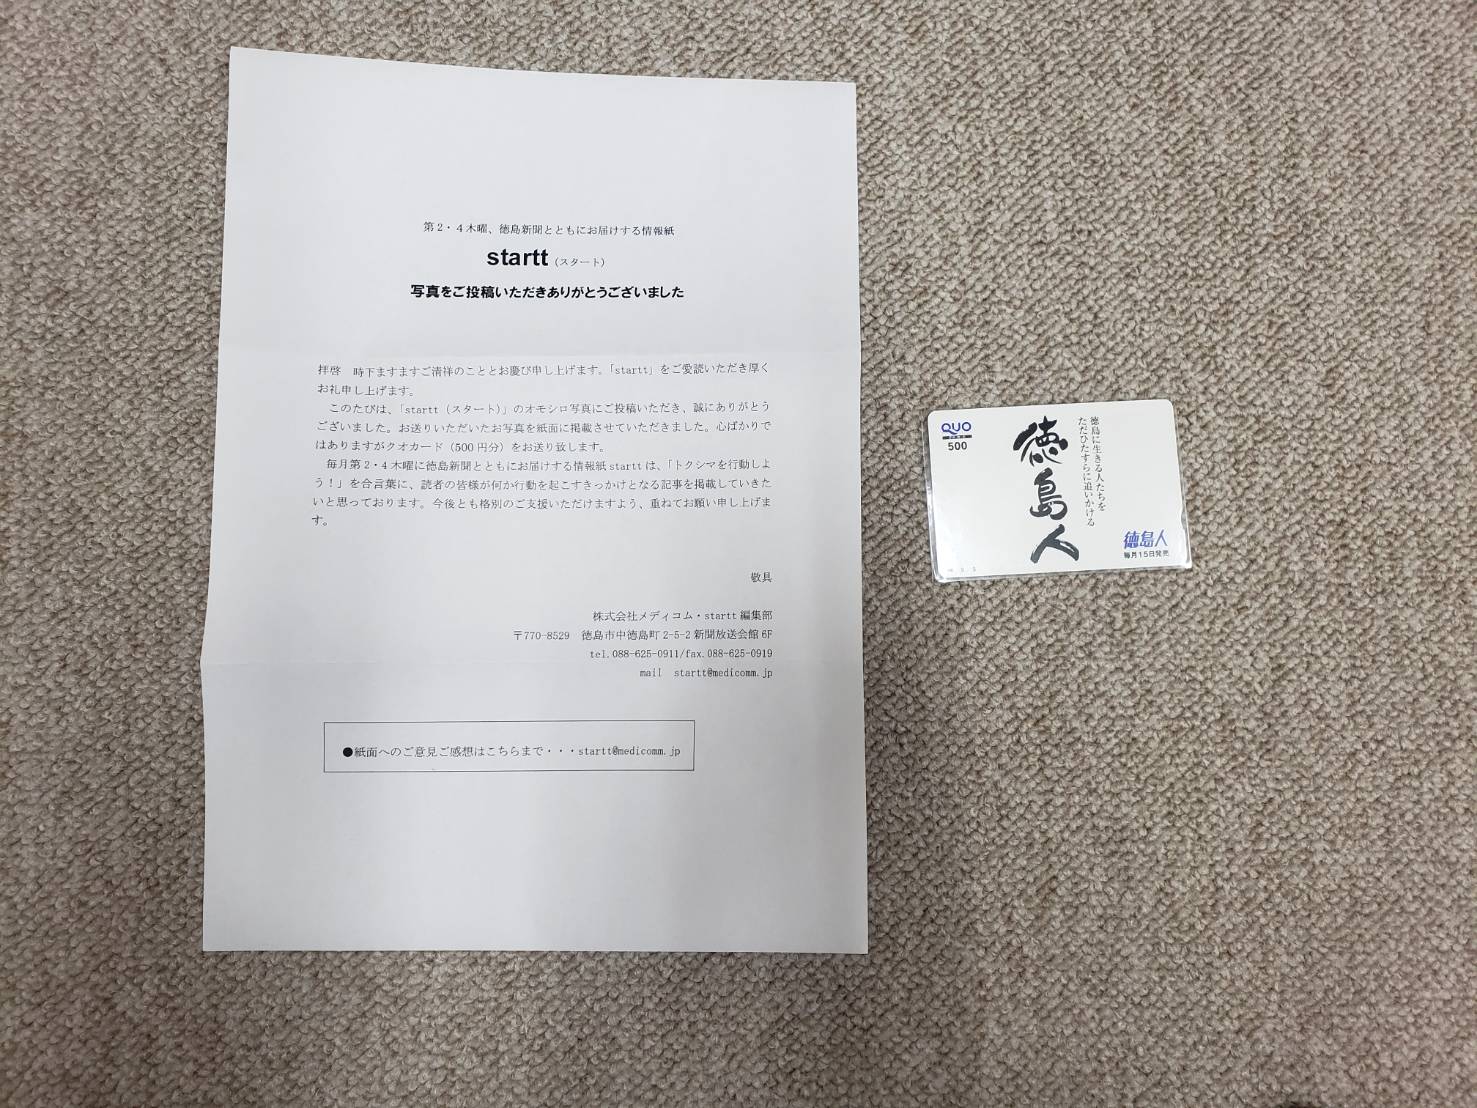 第2・4木曜、徳島新聞とともにお届けする情報紙
startt（スタート）
写真をご投稿いただきありがとうございました
拝啓　時下ますますご清祥のこととお慶び申し上げます。「startt」をご愛読いただき厚く
お礼申し上げます。
このたびは、「startt（スタート）」のオモシロ写真にご投稿いただき、誠にありがとう
ございました。お送りいただいたお写真を紙面に掲載させていただきました。心ばかりで
はありますがクオカード（500円分）をお送り致します。
毎月第2・4木曜に徳島新聞とともにお届けする情報紙starttは、「トクシマを行動しよ
う！」を合言葉に、読者の皆様が何か行動を起こすきっかけとなる記事を掲載していきた
いと思っております。今後とも格別のご支援いただけますよう、重ねてお願い申し上げま
す。
敬具
株式会社メディコム・startt編集部
〒770-8529　徳島市中徳島町2-5-2新聞放送会館6F
tel.088-625-0911/fax.088-625-0919
mail　startt@medicomm.jp
●紙面へのご意見ご感想はこちらまで・・・startt@medicomm.jp
QUO
500
徳島に生きる人たちを
ただひたすらに追いかける
徳島人
徳島人
毎月15日発売